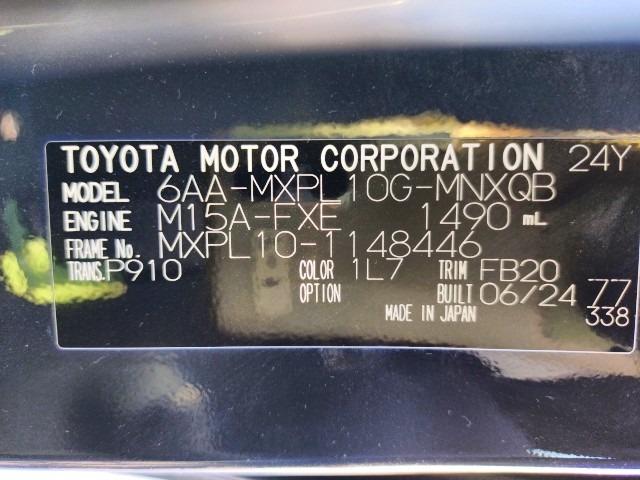 TOYOTA MOTOR CORPORATION 24Y
MODEL 6AA-MXPL10G-MNXQB
ENGINE M15A-FXE 1490 mL
FRAME No. MXPL10-1148446
TRANS. P910 COLOR 1L7 TRIM FB20
OPTION BUILT 06/24 77
MADE IN JAPAN 338